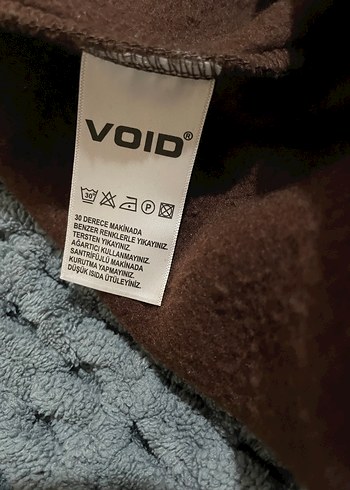 VOID®
30
P
30 DERECE MAKİNADA
BENZER RENKLERLE YIKAYINIZ.
TERSTEN YIKAYINIZ.
AĞARTICI KULLANMAYINIZ.
SANTRİFÜJLÜ MAKİNADA
KURUTMA YAPMAYINIZ.
DÜŞÜK ISIDA ÜTÜLEYİNİZ.